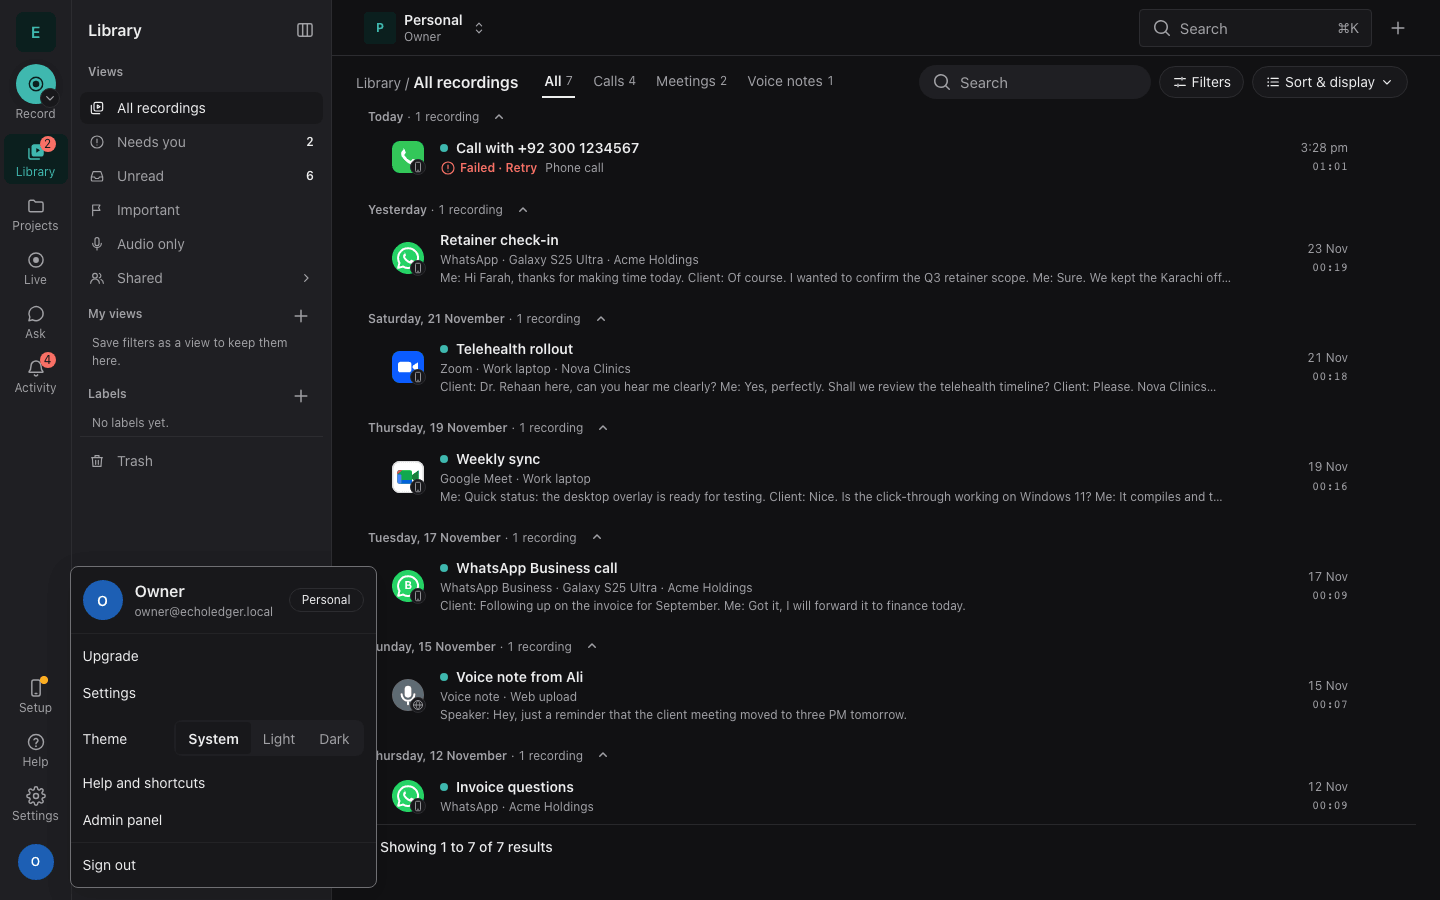 E
Record
2
Library
Projects
Live
Ask
4
Activity
Setup
Help
Settings
O
Library
Views
All recordings
Needs you 2
Unread 6
Important
Audio only
Shared
My views
Save filters as a view to keep them
here.
Labels
No labels yet.
Trash
O
Owner
owner@echoledger.local
Personal
Upgrade
Settings
Theme System Light Dark
Help and shortcuts
Admin panel
Sign out
P
Personal
Owner
Search ⌘K
Library / All recordings
All 7 Calls 4 Meetings 2 Voice notes 1
Search
Filters
Sort & display
Today · 1 recording
Call with +92 300 1234567 3:28 pm
Failed · Retry Phone call 01:01
Yesterday · 1 recording
Retainer check-in 23 Nov
WhatsApp · Galaxy S25 Ultra · Acme Holdings 00:19
Me: Hi Farah, thanks for making time today. Client: Of course. I wanted to confirm the Q3 retainer scope. Me: Sure. We kept the Karachi off...
Saturday, 21 November · 1 recording
Telehealth rollout 21 Nov
Zoom · Work laptop · Nova Clinics 00:18
Client: Dr. Rehaan here, can you hear me clearly? Me: Yes, perfectly. Shall we review the telehealth timeline? Client: Please. Nova Clinics...
Thursday, 19 November · 1 recording
Weekly sync 19 Nov
Google Meet · Work laptop 00:16
Me: Quick status: the desktop overlay is ready for testing. Client: Nice. Is the click-through working on Windows 11? Me: It compiles and t...
Tuesday, 17 November · 1 recording
B
WhatsApp Business call 17 Nov
WhatsApp Business · Galaxy S25 Ultra · Acme Holdings 00:09
Client: Following up on the invoice for September. Me: Got it, I will forward it to finance today.
unday, 15 November · 1 recording
Voice note from Ali 15 Nov
Voice note · Web upload 00:07
Speaker: Hey, just a reminder that the client meeting moved to three PM tomorrow.
hursday, 12 November · 1 recording
Invoice questions 12 Nov
WhatsApp · Acme Holdings 00:09
Showing 1 to 7 of 7 results